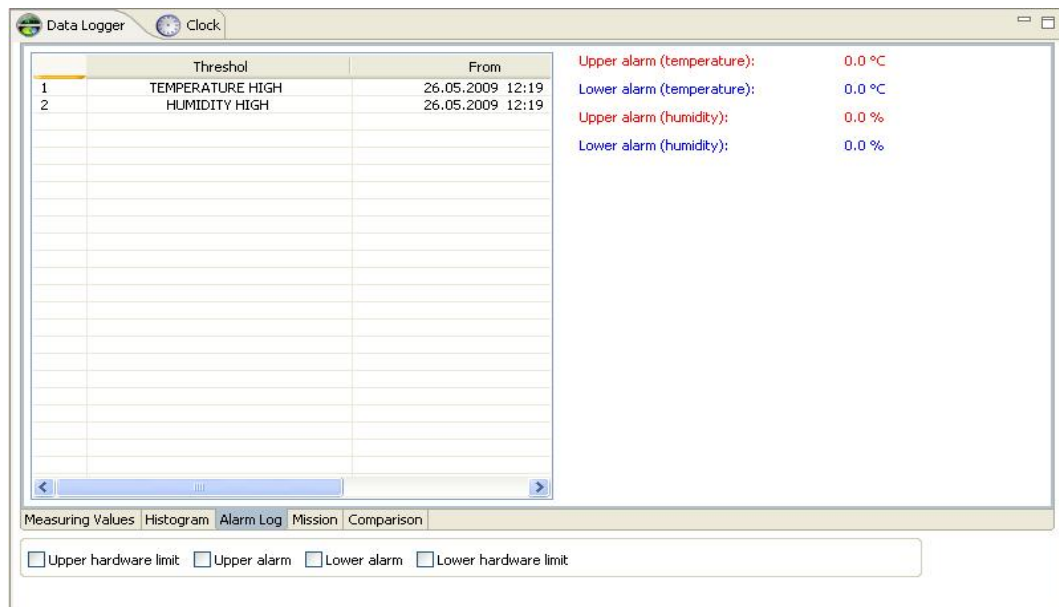 Data Logger Clock
Threshol From
1 TEMPERATURE HIGH 26.05.2009 12:19
2 HUMIDITY HIGH 26.05.2009 12:19
Upper alarm (temperature): 0.0 °C
Lower alarm (temperature): 0.0 °C
Upper alarm (humidity): 0.0 %
Lower alarm (humidity): 0.0 %
Measuring Values Histogram Alarm Log Mission Comparison
Upper hardware limit Upper alarm Lower alarm Lower hardware limit